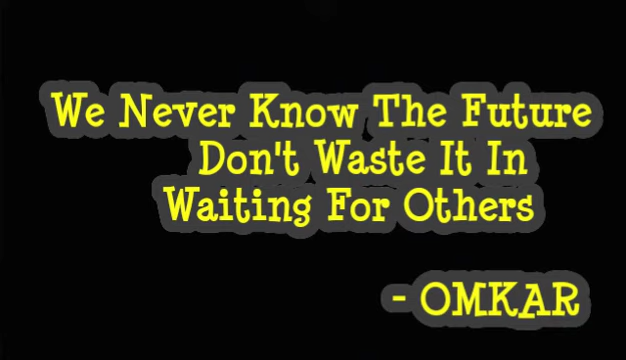 We Never Know The Future
Don't Waste It In
Waiting For Others
- OMKAR